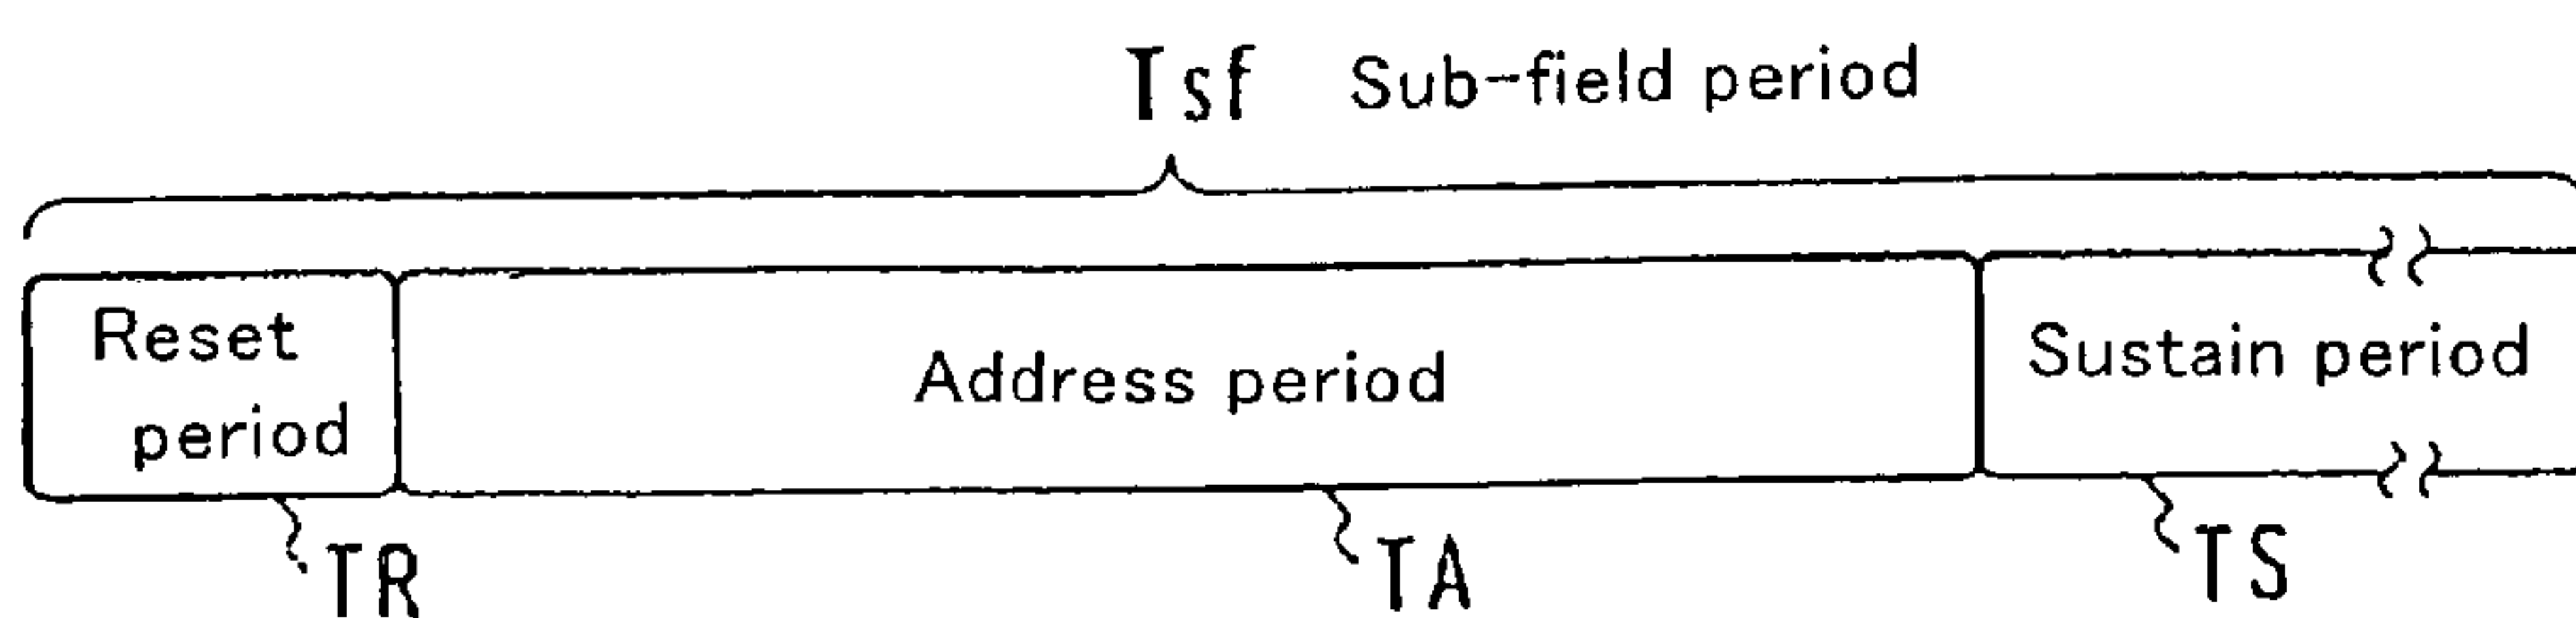 Tsf Sub-field period
Reset
period
Address period
Sustain period
TR
TA
TS